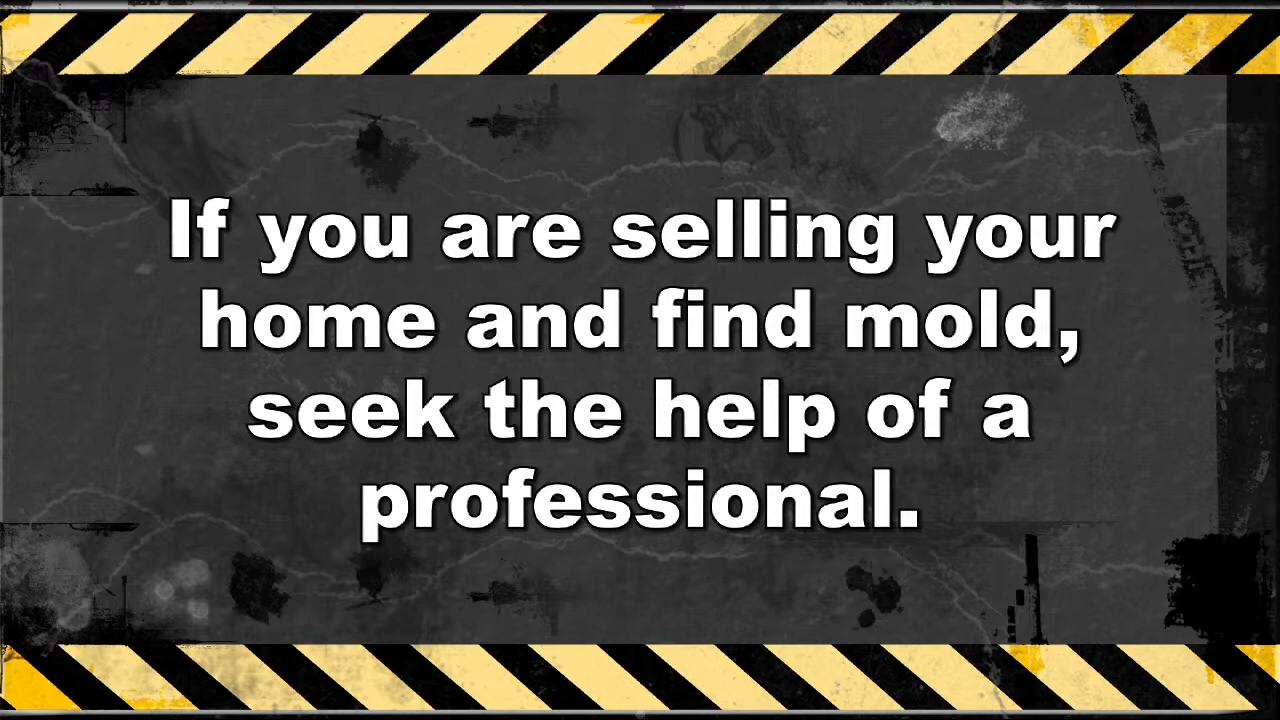 If you are selling your
home and find mold,
seek the help of a
professional.